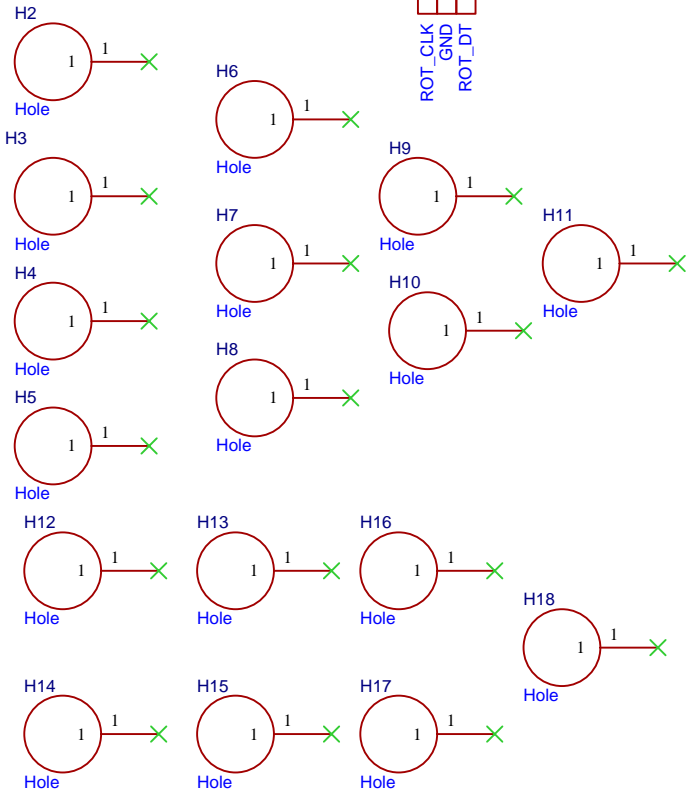 ROT_CLK
GND
ROT_DT
H2
1 1
Hole
H3
1 1
Hole
H4
1 1
Hole
H5
1 1
Hole
H6
1 1
Hole
H7
1 1
Hole
H8
1 1
Hole
H9
1 1
Hole
H10
1 1
Hole
H11
1 1
Hole
H12
1 1
Hole
H13
1 1
Hole
H16
1 1
Hole
H18
1 1
Hole
H14
1 1
Hole
H15
1 1
Hole
H17
1 1
Hole